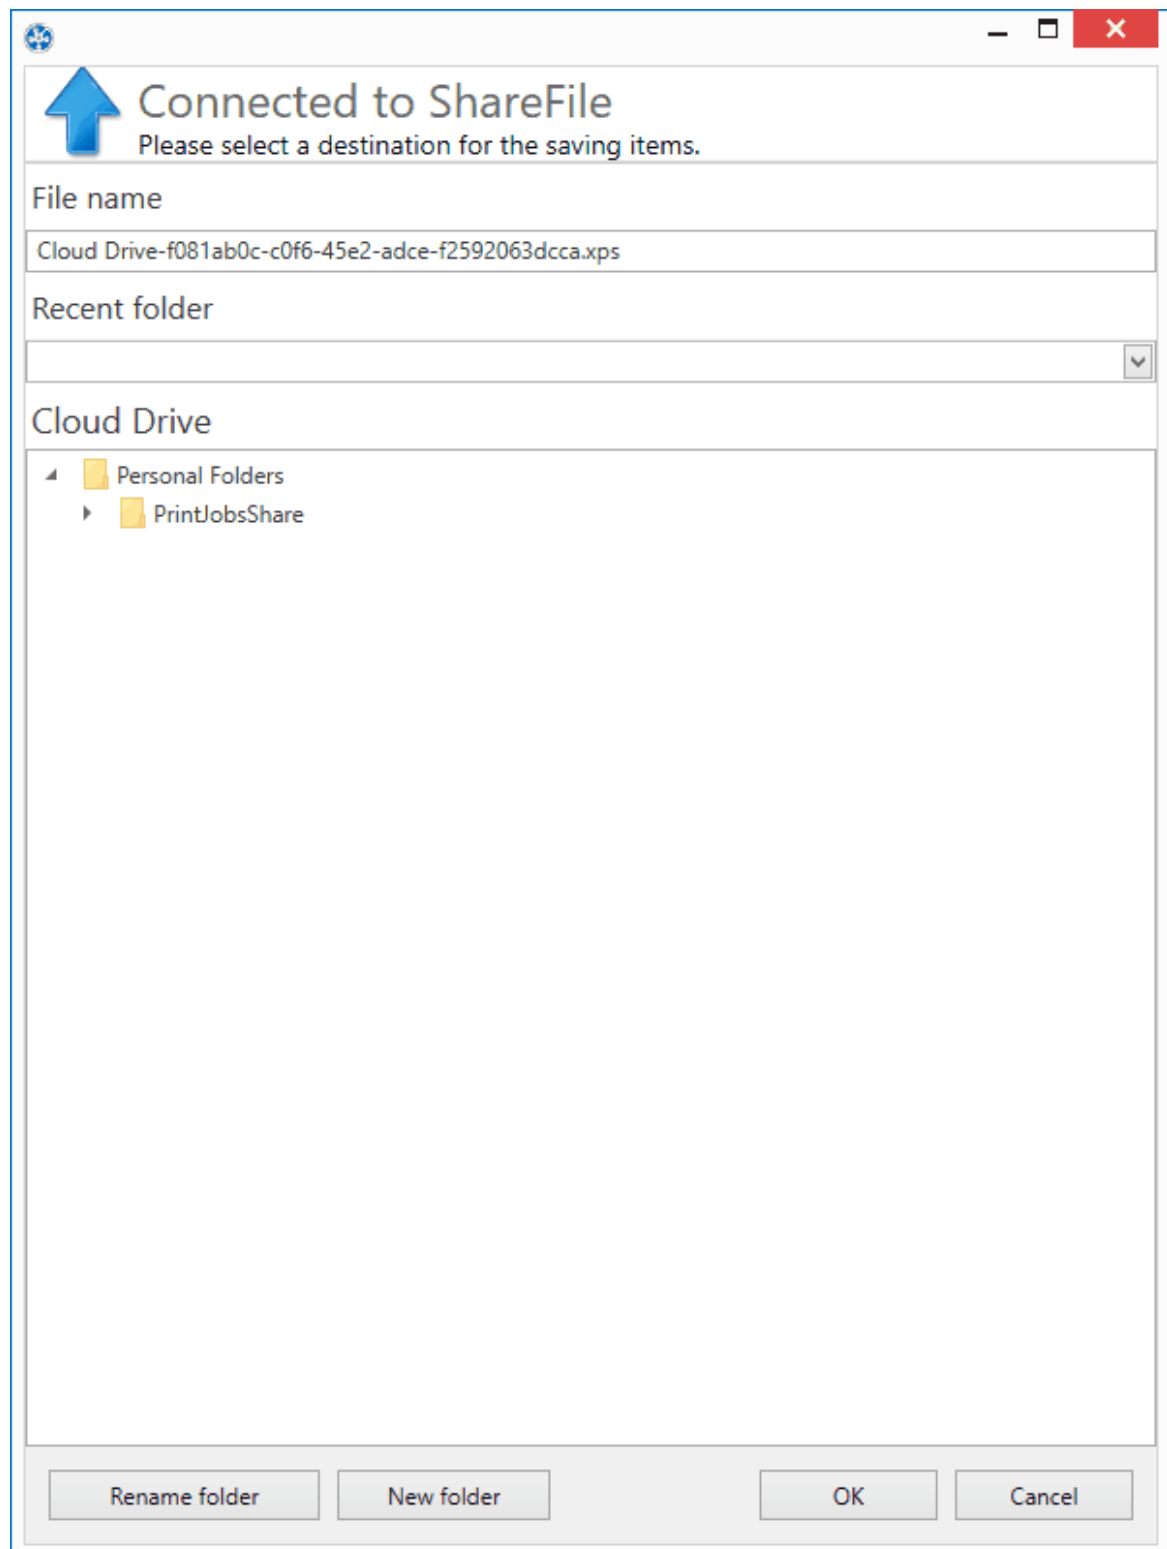 Connected to ShareFile
Please select a destination for the saving items.
File name
Cloud Drive-f081ab0c-c0f6-45e2-adce-f2592063dcca.xps
Recent folder
Cloud Drive
Personal Folders
PrintJobsShare
Rename folder New folder OK Cancel